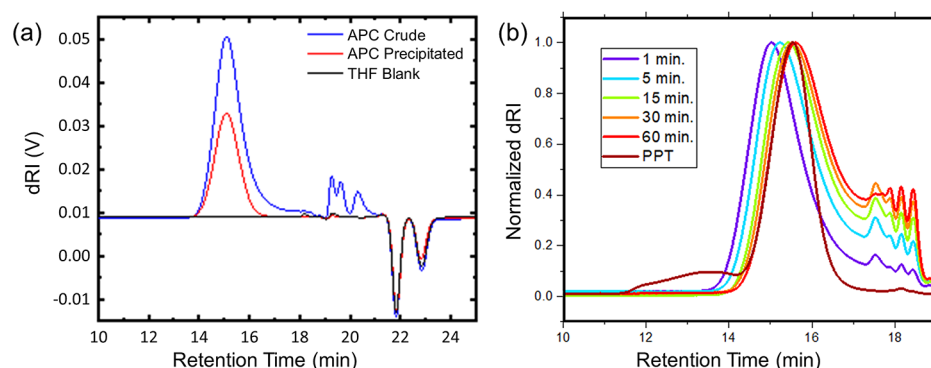 (a)
0.05
0.04
0.03
0.02
0.01
0.00
-0.01
dRI (V)
APC Crude
APC Precipitated
THF Blank
10 12 14 16 18 20 22 24
Retention Time (min)
(b)
1.0
0.8
0.6
0.4
0.2
0.0
Normalized dRI
1 min.
5 min.
15 min.
30 min.
60 min.
PPT
10 12 14 16 18
Retention Time (min)